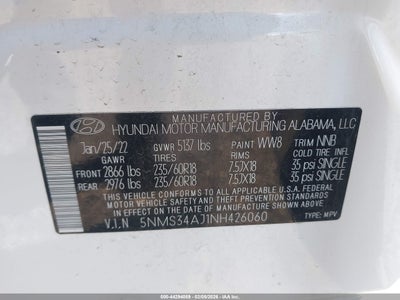 MANUFACTURED BY
HYUNDAI MOTOR MANUFACTURING ALABAMA, LLC
Jan/25/22 GVWR 5137 lbs PAINT WW8 TRIM NNB
GAWR TIRES RIMS COLD TIRE INFL.
FRONT 2866 lbs 235/60R18 7.5JX18 35 psi SINGLE
REAR 2976 lbs 235/60R18 7.5JX18 35 psi SINGLE
THIS VEHICLE CONFORMS TO ALL APPLICABLE
FEDERAL MOTOR VEHICLE SAFETY, BUMPER, AND
THEFT PREVENTION STANDARDS IN EFFECT ON THE
DATE OF MANUFACTURE SHOWN ABOVE.
V.I.N 5NMS34AJ1NH426060 TYPE: MPV